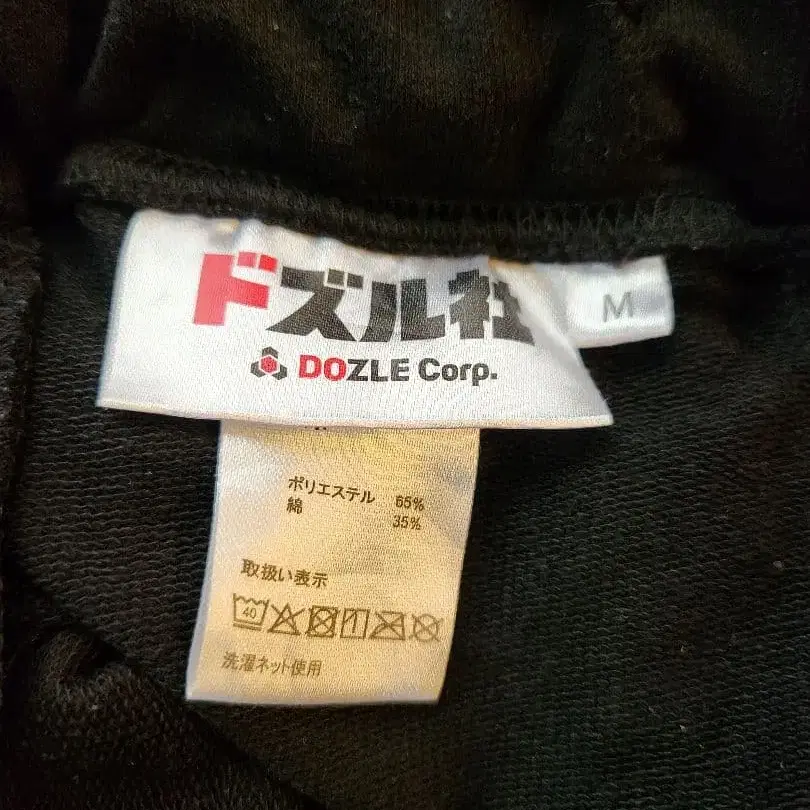 ドズル社
M
DOZLE Corp.
ポリエステル 65%
綿 35%
取扱い表示
40
洗濯ネット使用